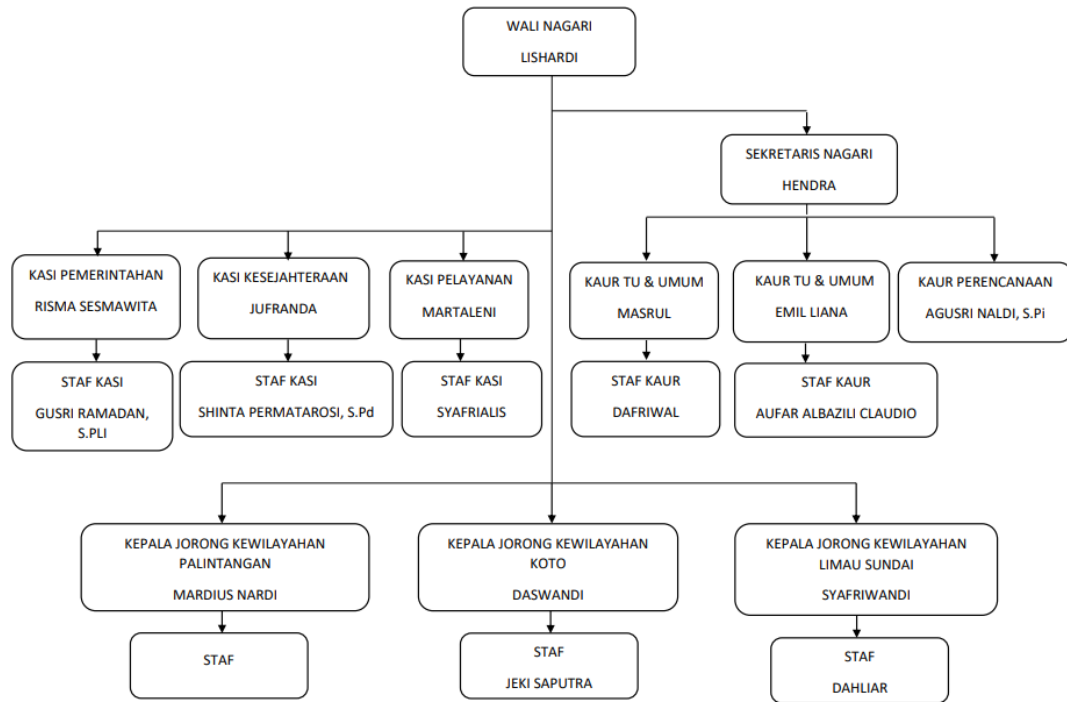 WALI NAGARI
LISHARDI
SEKRETARIS NAGARI
HENDRA
KASI PEMERINTAHAN
RISMA SESMAWITA
KASI KESEJAHTERAAN
JUFRANDA
KASI PELAYANAN
MARTALENI
KAUR TU & UMUM
MASRUL
KAUR TU & UMUM
EMIL LIANA
KAUR PERENCANAAN
AGUSRI NALDI, S.Pi
STAF KASI
GUSRI RAMADAN,
S.PLI
STAF KASI
SHINTA PERMATAROSI, S.Pd
STAF KASI
SYAFRIALIS
STAF KAUR
DAFRIWAL
STAF KAUR
AUFAR ALBAZILI CLAUDIO
KEPALA JORONG KEWILAYAHAN
PALINTANGAN
MARDIUS NARDI
KEPALA JORONG KEWILAYAHAN
KOTO
DASWANDI
KEPALA JORONG KEWILAYAHAN
LIMAU SUNDAI
SYAFRIWANDI
STAF
STAF
JEKI SAPUTRA
STAF
DAHLIAR